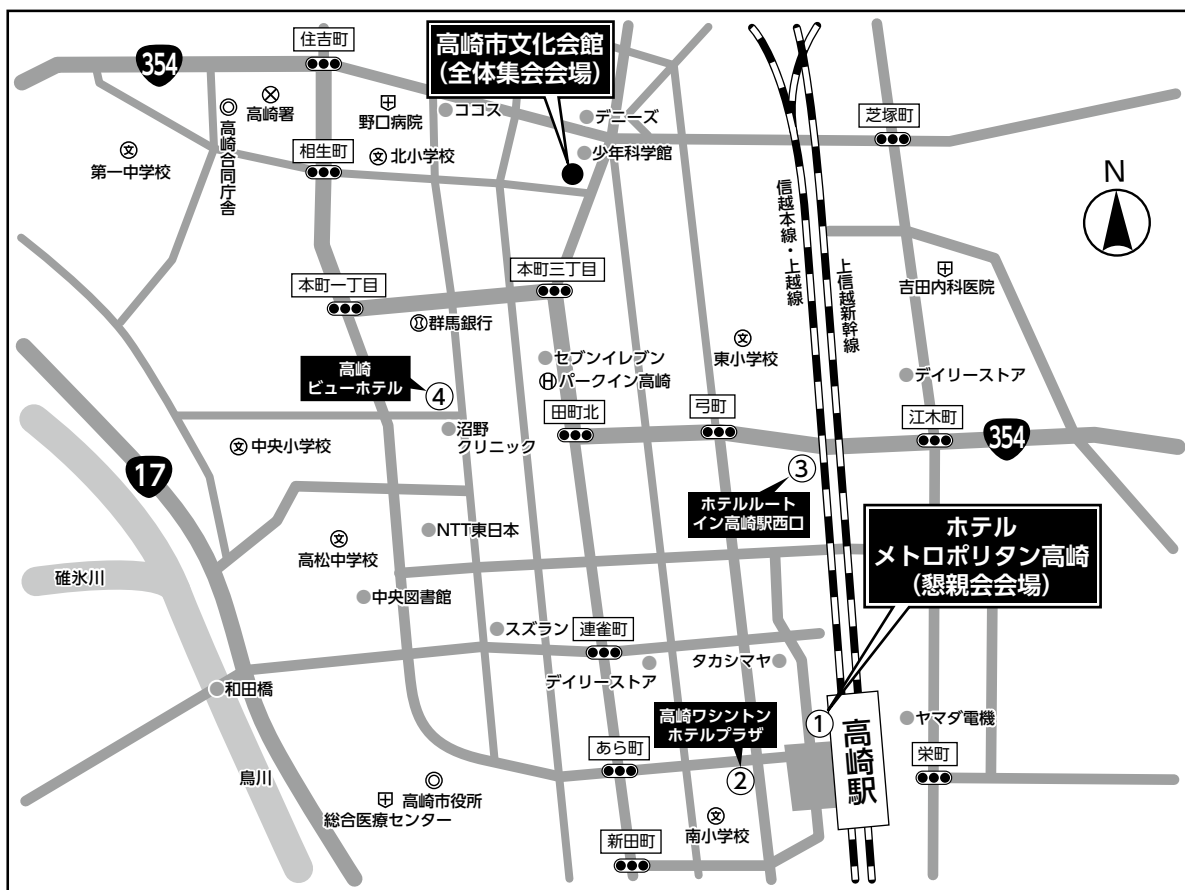 住吉町
354
高崎署
高崎合同庁舎
第一中学校
相生町
野口病院
北小学校
ココス
高崎市文化会館
(全体集会会場)
デニーズ
少年科学館
芝塚町
N
信越本線・上越線
上信越新幹線
吉田内科医院
本町一丁目
本町三丁目
群馬銀行
高崎
ビューホテル
④
セブンイレブン
H
パークイン高崎
東小学校
デイリーストア
田町北
弓町
江木町
354
沼野
クリニック
中央小学校
17
③
ホテルルート
イン高崎駅西口
ホテル
メトロポリタン高崎
(懇親会会場)
NTT東日本
高松中学校
碓氷川
中央図書館
スズラン
連雀町
デイリーストア
タカシマヤ
和田橋
高崎ワシントン
ホテルプラザ
①
②
高崎駅
ヤマダ電機
栄町
あら町
烏川
高崎市役所
総合医療センター
南小学校
新田町
文
文
文
文
文
文